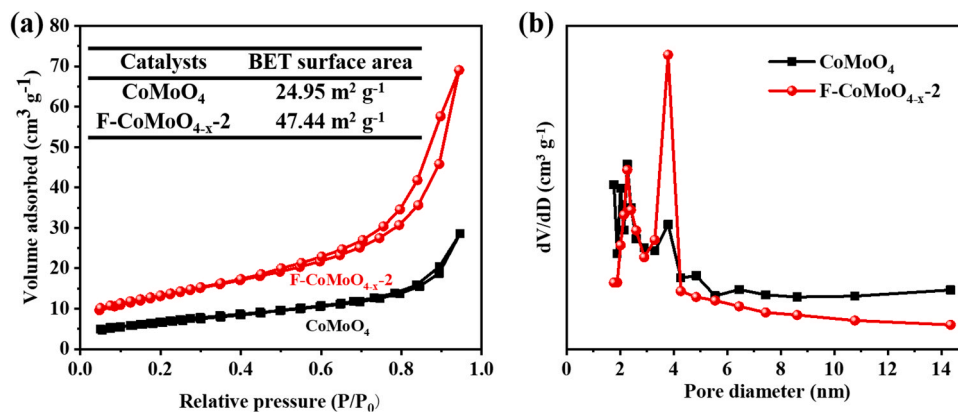 (a)
Catalysts BET surface area
CoMoO₄ 24.95 m² g⁻¹
F-CoMoO₄₋ₓ-2 47.44 m² g⁻¹
F-CoMoO₄₋ₓ-2
CoMoO₄
Volume adsorbed (cm³ g⁻¹)
80
70
60
50
40
30
20
10
0
0.0 0.2 0.4 0.6 0.8 1.0
Relative pressure (P/P₀)
(b)
CoMoO₄
F-CoMoO₄₋ₓ-2
dV/dD (cm³ g⁻¹)
0 2 4 6 8 10 12 14
Pore diameter (nm)